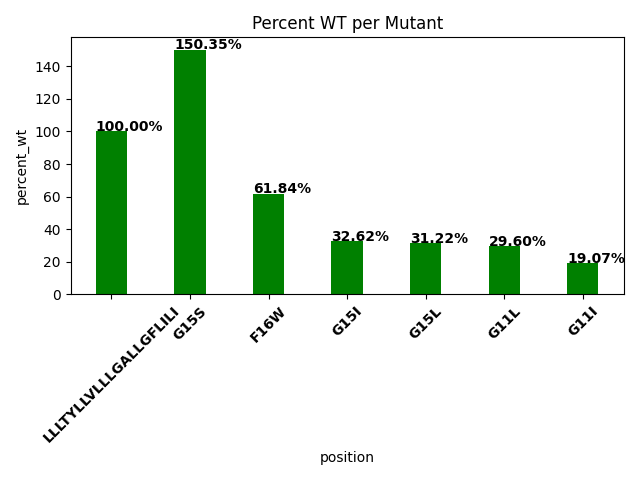 Percent WT per Mutant
percent_wt
140
120
100
80
60
40
20
0
100.00%
150.35%
61.84%
32.62%
31.22%
29.60%
19.07%
LLLTYLLVLLLGALLGFLILI
G15S
F16W
G15I
G15L
G11L
G11I
position